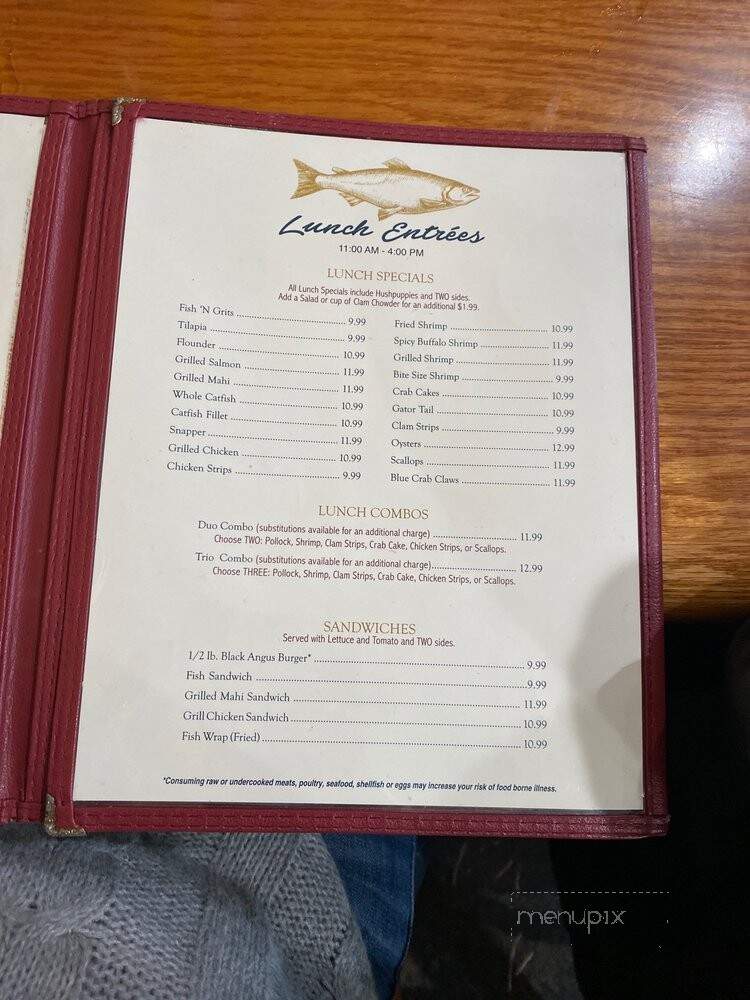 Lunch Entrées
11:00 AM - 4:00 PM
LUNCH SPECIALS
All Lunch Specials include Hushpuppies and TWO sides.
Add a Salad or cup of Clam Chowder for an additional $1.99.
Fish 'N Grits 9.99
Tilapia 9.99
Flounder 10.99
Grilled Salmon 11.99
Grilled Mahi 11.99
Whole Catfish 10.99
Catfish Fillet 10.99
Snapper 11.99
Grilled Chicken 10.99
Chicken Strips 9.99
Fried Shrimp 10.99
Spicy Buffalo Shrimp 11.99
Grilled Shrimp 11.99
Bite Size Shrimp 9.99
Crab Cakes 10.99
Gator Tail 10.99
Clam Strips 9.99
Oysters 12.99
Scallops 11.99
Blue Crab Claws 11.99
LUNCH COMBOS
Duo Combo (substitutions available for an additional charge) 11.99
Choose TWO: Pollock, Shrimp, Clam Strips, Crab Cake, Chicken Strips, or Scallops.
Trio Combo (substitutions available for an additional charge) 12.99
Choose THREE: Pollock, Shrimp, Clam Strips, Crab Cake, Chicken Strips, or Scallops.
SANDWICHES
Served with Lettuce and Tomato and TWO sides.
1/2 lb. Black Angus Burger* 9.99
Fish Sandwich 9.99
Grilled Mahi Sandwich 11.99
Grill Chicken Sandwich 10.99
Fish Wrap (Fried) 10.99
*Consuming raw or undercooked meats, poultry, seafood, shellfish or eggs may increase your risk of food borne illness.
menupix